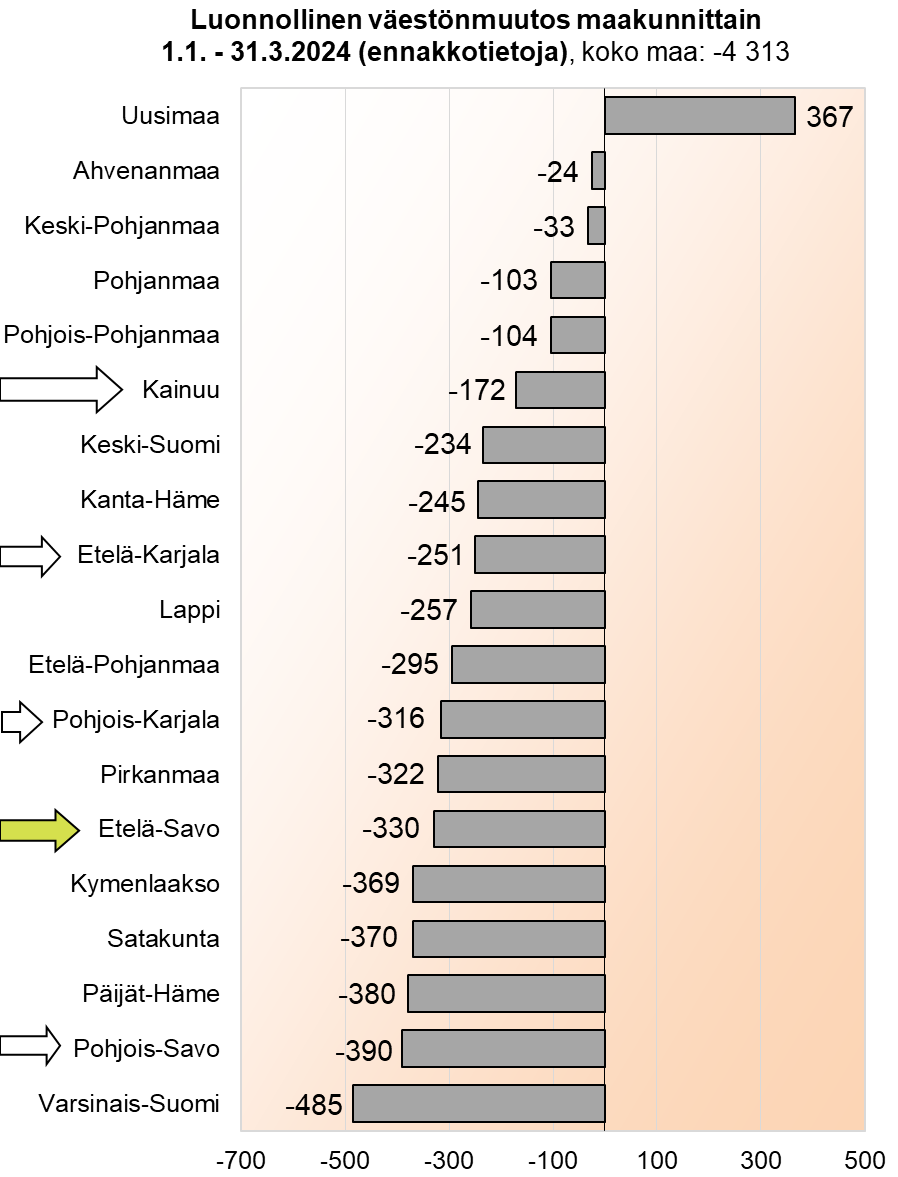 Luonnollinen väestönmuutos maakunnittain
1.1. - 31.3.2024 (ennakkotietoja), koko maa: -4 313
Uusimaa 367
Ahvenanmaa -24
Keski-Pohjanmaa -33
Pohjanmaa -103
Pohjois-Pohjanmaa -104
Kainuu -172
Keski-Suomi -234
Kanta-Häme -245
Etelä-Karjala -251
Lappi -257
Etelä-Pohjanmaa -295
Pohjois-Karjala -316
Pirkanmaa -322
Etelä-Savo -330
Kymenlaakso -369
Satakunta -370
Päijät-Häme -380
Pohjois-Savo -390
Varsinais-Suomi -485
-700 -500 -300 -100 100 300 500